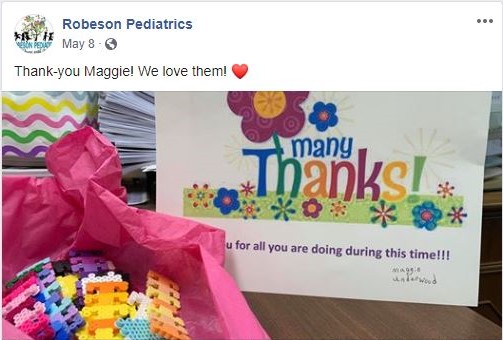 Robeson Pediatrics
May 8 ·
Thank-you Maggie! We love them! ❤️
many
Thanks!
u for all you are doing during this time!!!
maggie
underwood